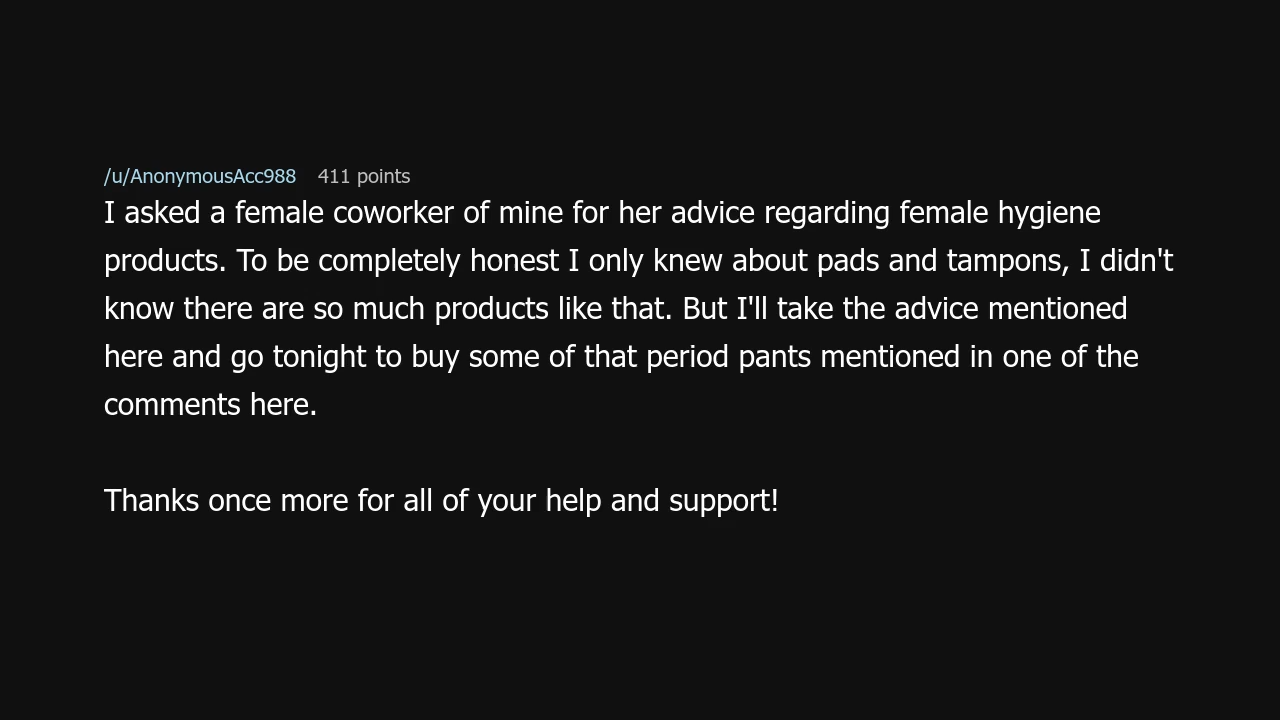 /u/AnonymousAcc988 411 points
I asked a female coworker of mine for her advice regarding female hygiene
products. To be completely honest I only knew about pads and tampons, I didn't
know there are so much products like that. But I'll take the advice mentioned
here and go tonight to buy some of that period pants mentioned in one of the
comments here.
Thanks once more for all of your help and support!